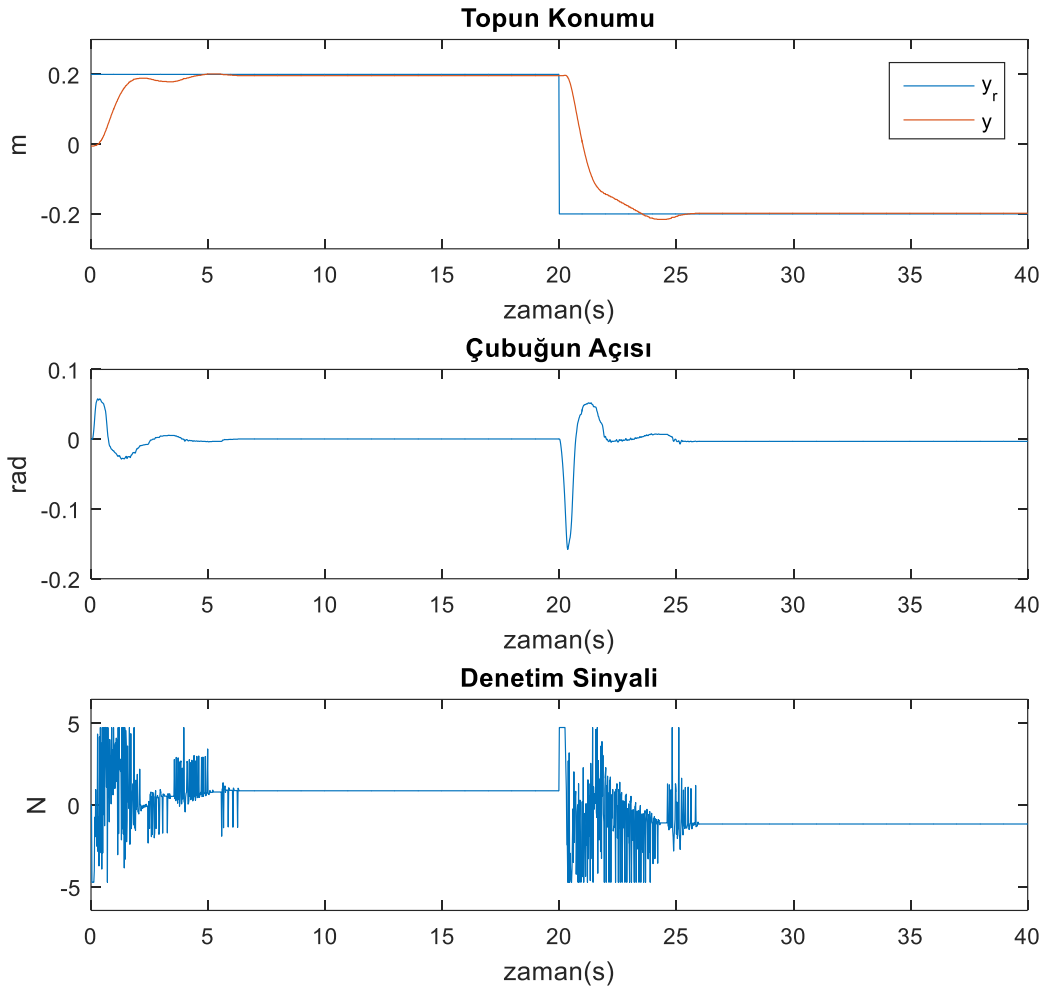 Topun Konumu
m
0.2
0
-0.2
y_r
y
0 5 10 15 20 25 30 35 40
zaman(s)
Çubuğun Açısı
rad
0.1
0
-0.1
-0.2
0 5 10 15 20 25 30 35 40
zaman(s)
Denetim Sinyali
N
5
0
-5
0 5 10 15 20 25 30 35 40
zaman(s)